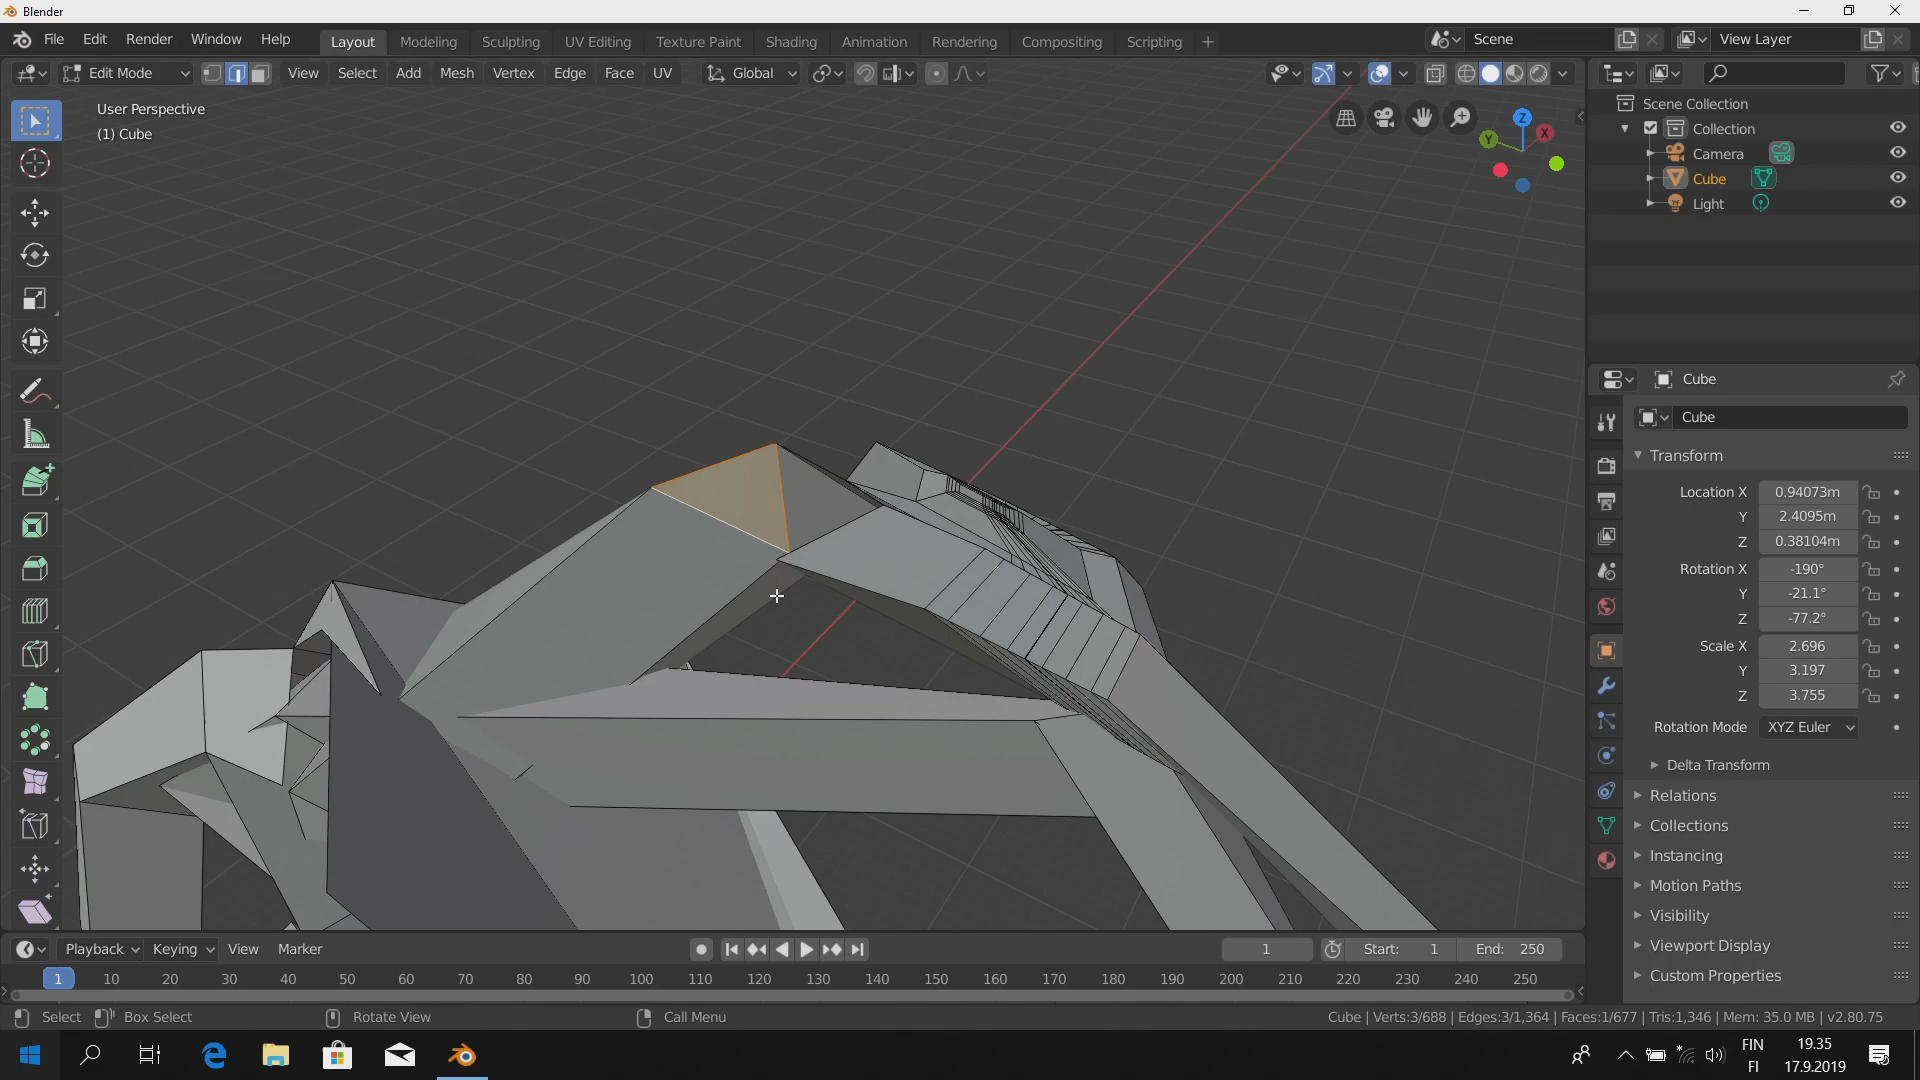 Blender
File Edit Render Window Help Layout Modeling Sculpting UV Editing Texture Paint Shading Animation Rendering Compositing Scripting + Scene View Layer
Edit Mode View Select Add Mesh Vertex Edge Face UV Global
User Perspective
(1) Cube
Z
X
Y
Scene Collection
Collection
Camera
Cube
Light
Cube
Cube
Transform
Location X 0.94073m
Y 2.4095m
Z 0.38104m
Rotation X -190°
Y -21.1°
Z -77.2°
Scale X 2.696
Y 3.197
Z 3.755
Rotation Mode XYZ Euler
Delta Transform
Relations
Collections
Instancing
Motion Paths
Visibility
Viewport Display
Custom Properties
Playback Keying View Marker 1 Start: 1 End: 250
1 10 20 30 40 50 60 70 80 90 100 110 120 130 140 150 160 170 180 190 200 210 220 230 240 250
Select Box Select Rotate View Call Menu Cube | Verts:3/688 | Edges:3/1,364 | Faces:1/677 | Tris:1,346 | Mem: 35.0 MB | v2.80.75
FIN
FI
19.35
17.9.2019